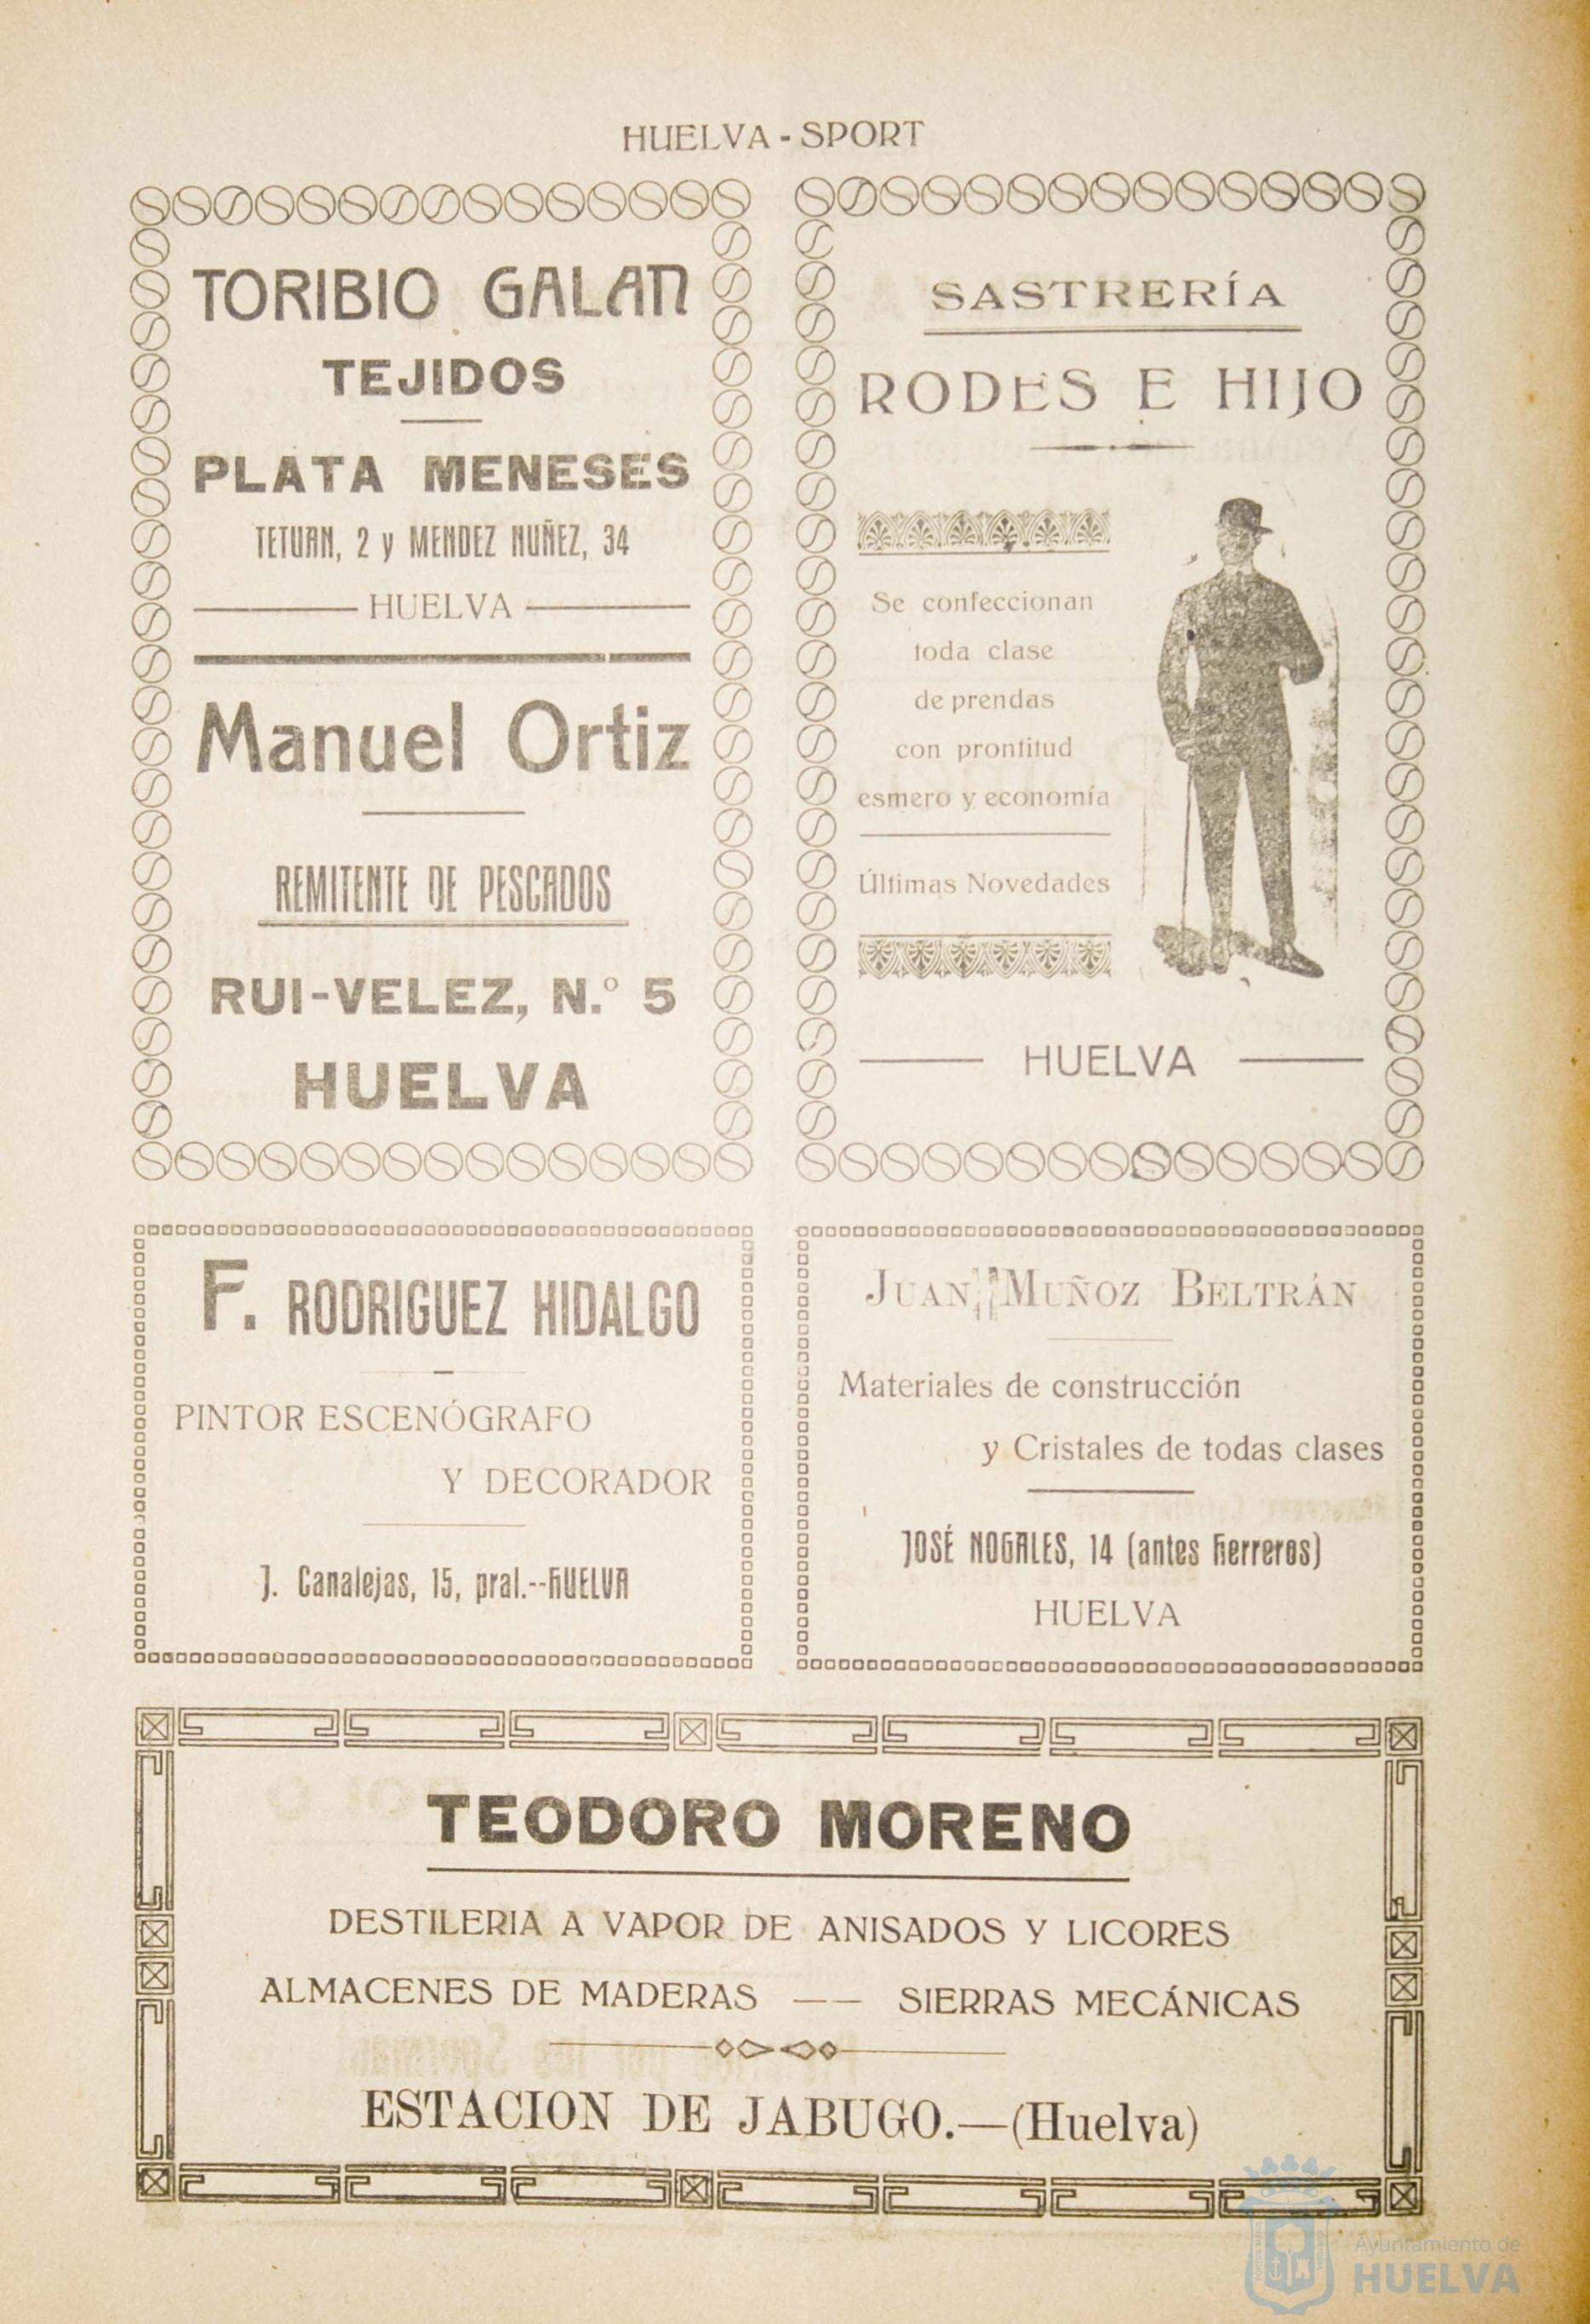 HUELVA - SPORT
TORIBIO GALAN
TEJIDOS
PLATA MENESES
TETUAN, 2 y MENDEZ NUÑEZ, 34
HUELVA
Manuel Ortiz
REMITENTE DE PESCADOS
RUI-VELEZ, N.º 5
HUELVA
SASTRERÍA
RODES E HIJO
Se confeccionan
toda clase
de prendas
con prontitud
esmero y economía
Últimas Novedades
HUELVA
F. RODRIGUEZ HIDALGO
PINTOR ESCENÓGRAFO
Y DECORADOR
J. Canalejas, 15, pral.--HUELVA
JUAN MUÑOZ BELTRÁN
Materiales de construcción
y Cristales de todas clases
JOSÉ NOGALES, 14 (antes Herreros)
HUELVA
TEODORO MORENO
DESTILERIA A VAPOR DE ANISADOS Y LICORES
ALMACENES DE MADERAS —— SIERRAS MECÁNICAS
ESTACION DE JABUGO.—(Huelva)
Ayuntamiento de
HUELVA